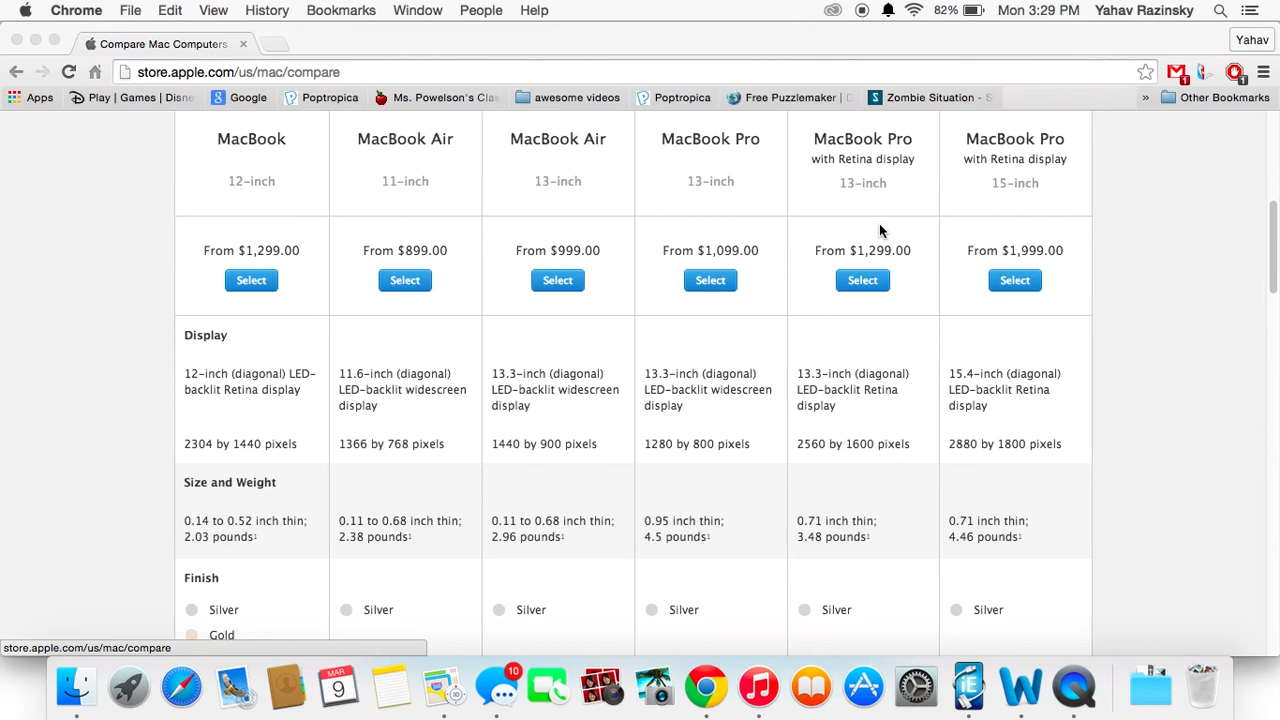 Chrome File Edit View History Bookmarks Window People Help 82% Mon 3:29 PM Yahav Razinsky
Compare Mac Computers Yahav
store.apple.com/us/mac/compare
Apps Play | Games | Disne Google Poptropica Ms. Powelson's Clas awesome videos Poptropica Free Puzzlemaker | D Zombie Situation - S » Other Bookmarks
MacBook MacBook Air MacBook Air MacBook Pro MacBook Pro MacBook Pro
with Retina display with Retina display
12-inch 11-inch 13-inch 13-inch 13-inch 15-inch
From $1,299.00 From $899.00 From $999.00 From $1,099.00 From $1,299.00 From $1,999.00
Select Select Select Select Select Select
Display
12-inch (diagonal) LED- 11.6-inch (diagonal) 13.3-inch (diagonal) 13.3-inch (diagonal) 13.3-inch (diagonal) 15.4-inch (diagonal)
backlit Retina display LED-backlit widescreen LED-backlit widescreen LED-backlit widescreen LED-backlit Retina LED-backlit Retina
display display display display display
2304 by 1440 pixels 1366 by 768 pixels 1440 by 900 pixels 1280 by 800 pixels 2560 by 1600 pixels 2880 by 1800 pixels
Size and Weight
0.14 to 0.52 inch thin; 0.11 to 0.68 inch thin; 0.11 to 0.68 inch thin; 0.95 inch thin; 0.71 inch thin; 0.71 inch thin;
2.03 pounds¹ 2.38 pounds¹ 2.96 pounds¹ 4.5 pounds¹ 3.48 pounds¹ 4.46 pounds¹
Finish
Silver Silver Silver Silver Silver Silver
Gold
store.apple.com/us/mac/compare
MAR 9 10